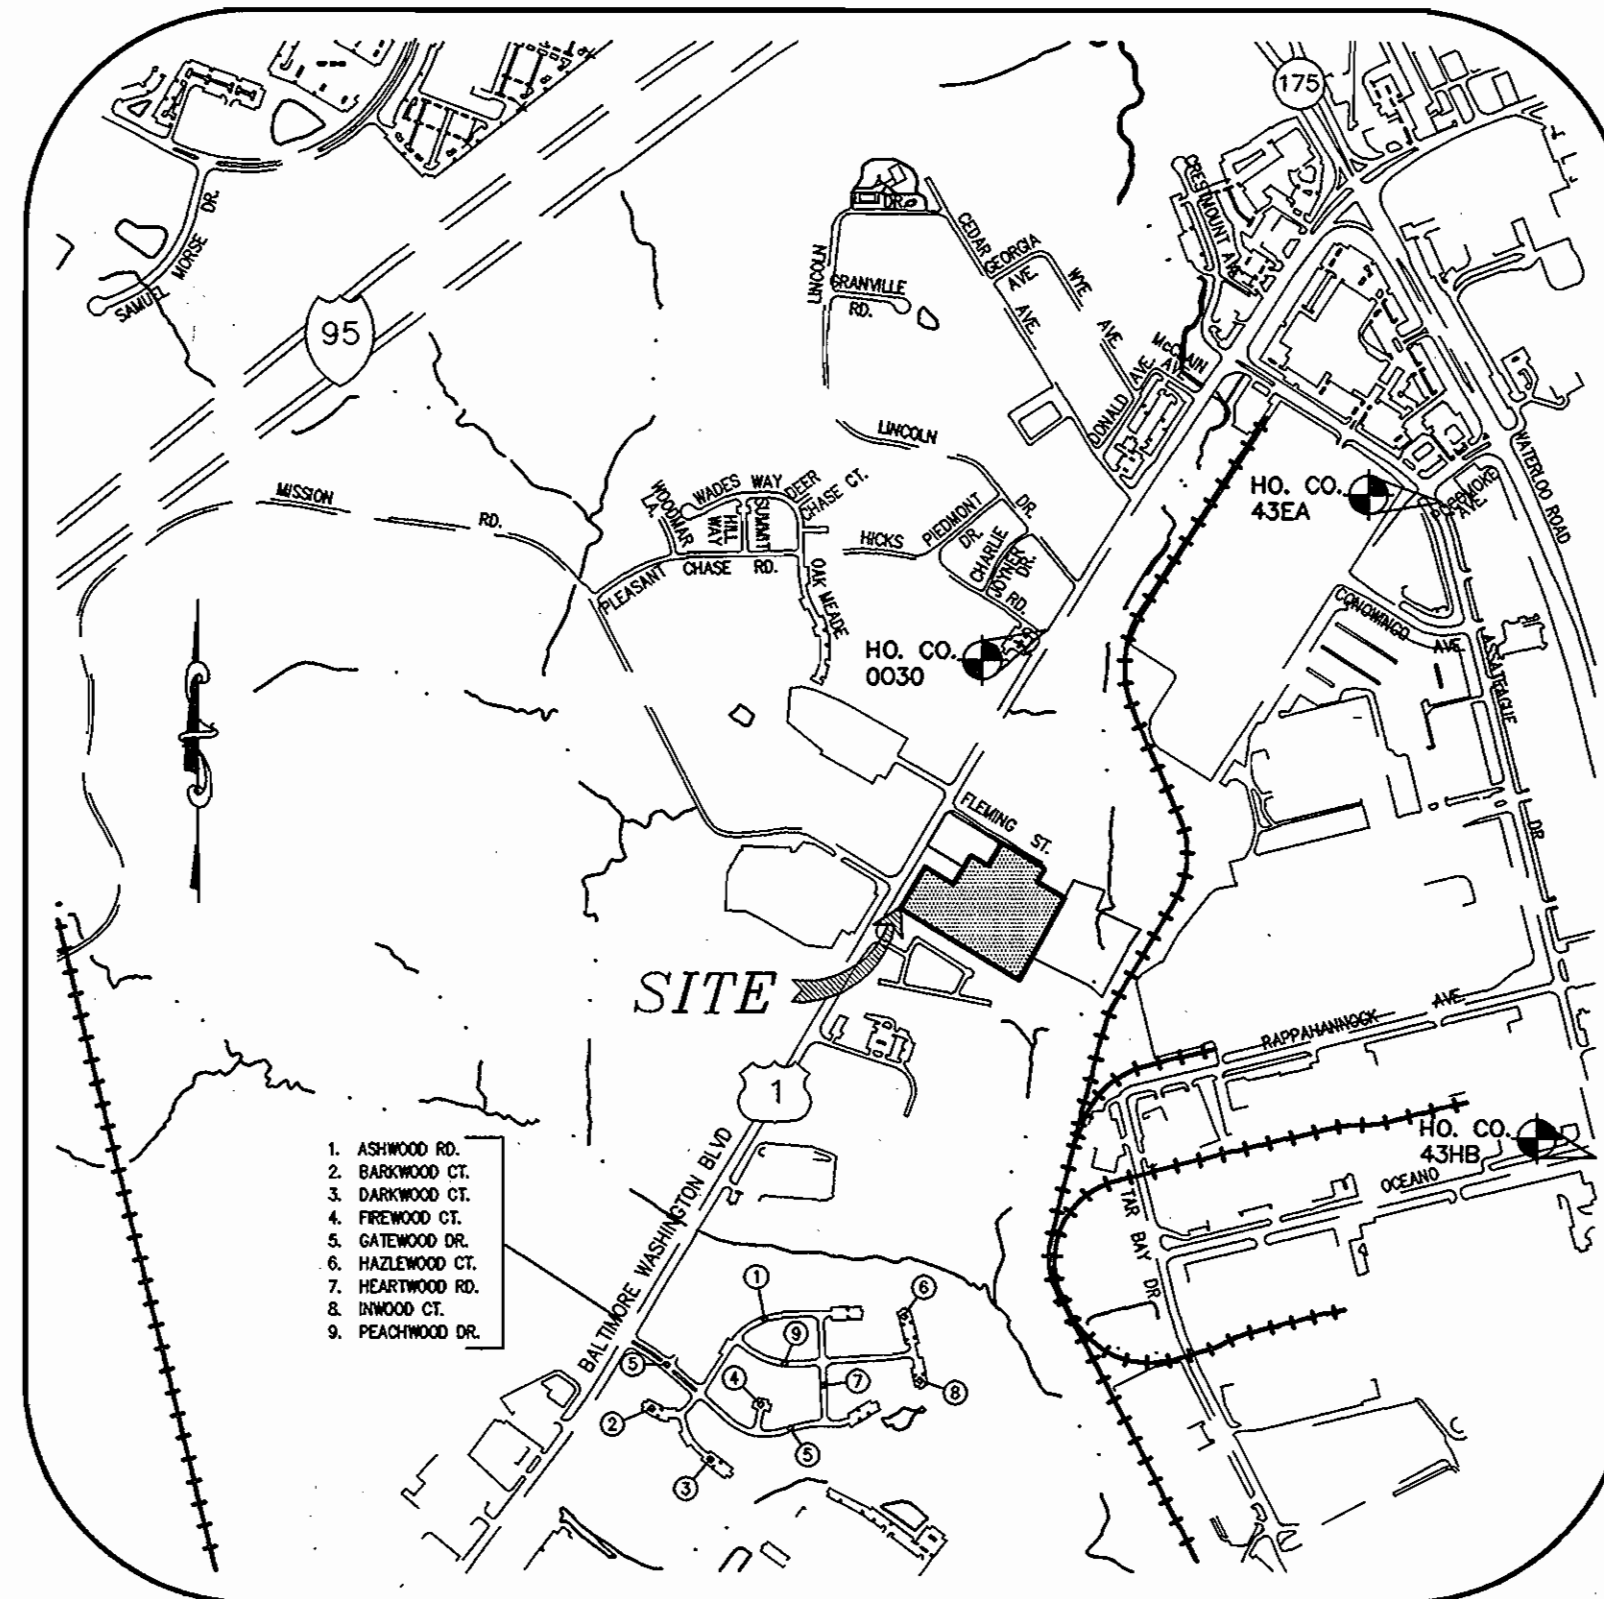 175
SAMUEL MORSE DR.
95
DR.
LINCOLN
GRANVILLE
RD.
CEDAR
AVE.
GEORGIA
AVE.
WYE
AVE.
CRESTMOUNT AVE.
McCLAIN
AVE.
DONALD
AVE.
LINCOLN
DR.
MISSION
RD.
WOODMAR
LA.
WADES WAY
DEER
CHASE CT.
SUMMIT
HILL
WAY
PLEASANT
CHASE RD.
OAK MEADE
HICKS
RD.
PIEDMONT
DR.
CHARLIE
JOYNER
DR.
HO. CO.
43EA
POCOMOKE
AVE.
WATERLOO ROAD
HO. CO.
0030
CONOWINGO
AVE.
ASSATEAGUE
DR.
FLEMING ST.
SITE
RAPPAHANNOCK
AVE.
1
BALTIMORE WASHINGTON BLVD
HO. CO.
43HB
OCEANO
TAR BAY DR.
1. ASHWOOD RD.
2. BARKWOOD CT.
3. DARKWOOD CT.
4. FIREWOOD CT.
5. GATEWOOD DR.
6. HAZLEWOOD CT.
7. HEARTWOOD RD.
8. INWOOD CT.
9. PEACHWOOD DR.
1
6
9
5
4
7
8
2
5
3